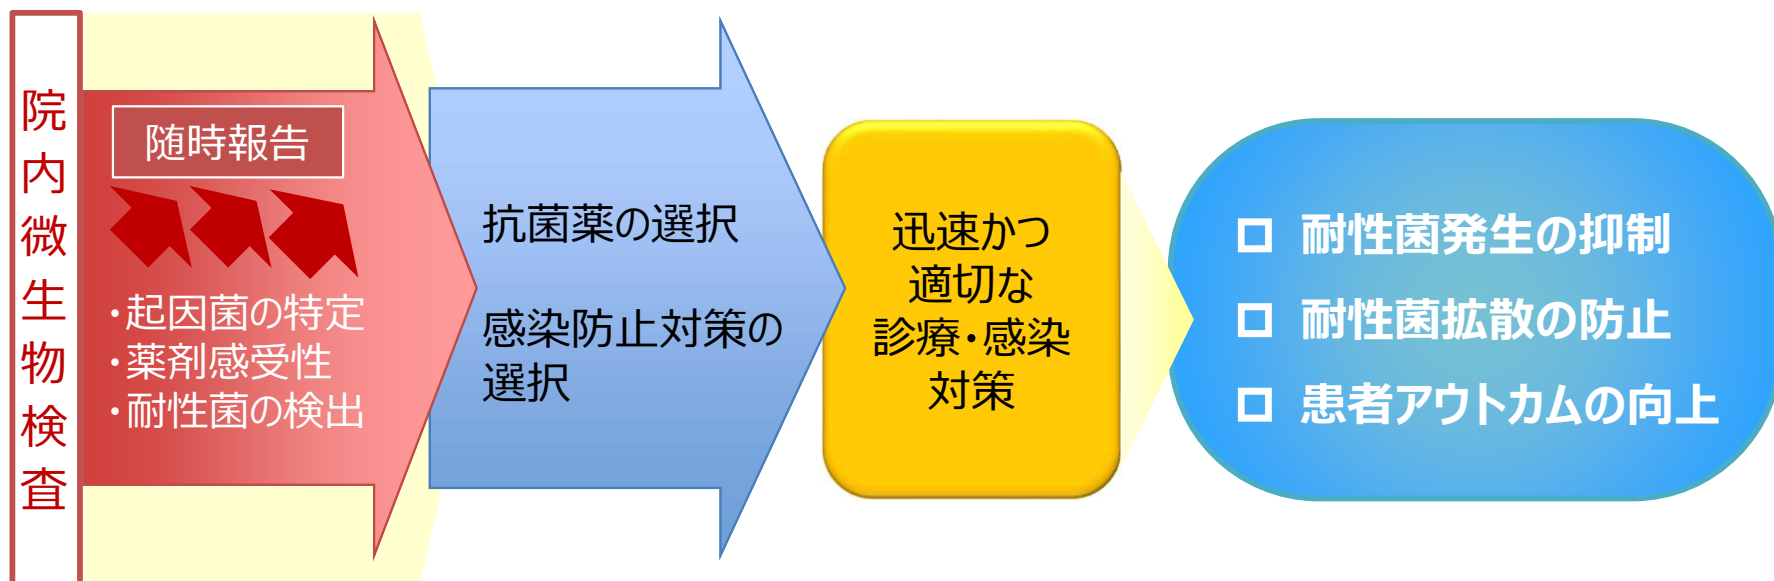 院内微生物検査
随時報告
・起因菌の特定
・薬剤感受性
・耐性菌の検出
抗菌薬の選択
感染防止対策の
選択
迅速かつ
適切な
診療・感染
対策
□ 耐性菌発生の抑制
□ 耐性菌拡散の防止
□ 患者アウトカムの向上